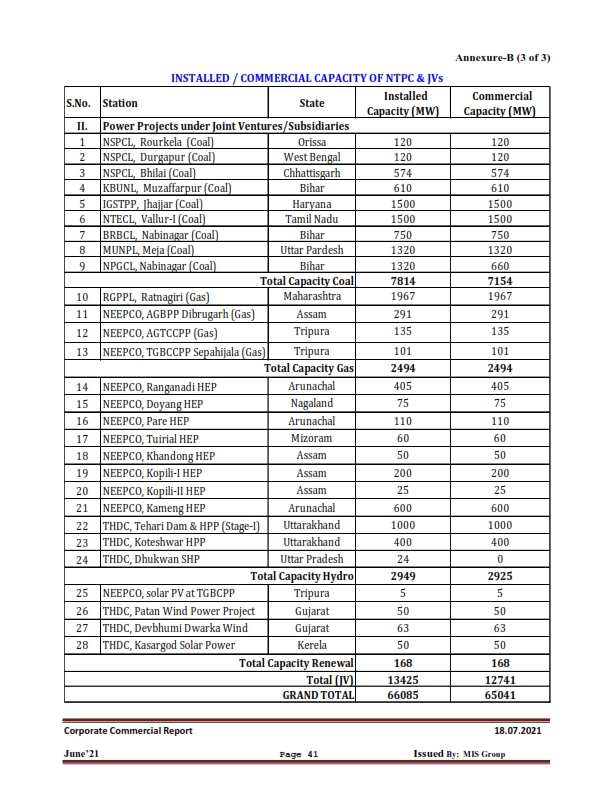 Annexure-B (3 of 3)
INSTALLED / COMMERCIAL CAPACITY OF NTPC & JVs
S.No. Station State Installed Capacity (MW) Commercial Capacity (MW)
II. Power Projects under Joint Ventures/Subsidiaries
1 NSPCL, Rourkela (Coal) Orissa 120 120
2 NSPCL, Durgapur (Coal) West Bengal 120 120
3 NSPCL, Bhilai (Coal) Chhattisgarh 574 574
4 KBUNL, Muzaffarpur (Coal) Bihar 610 610
5 IGSTPP, Jhajjar (Coal) Haryana 1500 1500
6 NTECL, Vallur-I (Coal) Tamil Nadu 1500 1500
7 BRBCL, Nabinagar (Coal) Bihar 750 750
8 MUNPL, Meja (Coal) Uttar Pardesh 1320 1320
9 NPGCL, Nabinagar (Coal) Bihar 1320 660
Total Capacity Coal 7814 7154
10 RGPPL, Ratnagiri (Gas) Maharashtra 1967 1967
11 NEEPCO, AGBPP Dibrugarh (Gas) Assam 291 291
12 NEEPCO, AGTCCPP (Gas) Tripura 135 135
13 NEEPCO, TGBCCPP Sepahijala (Gas) Tripura 101 101
Total Capacity Gas 2494 2494
14 NEEPCO, Ranganadi HEP Arunachal 405 405
15 NEEPCO, Doyang HEP Nagaland 75 75
16 NEEPCO, Pare HEP Arunachal 110 110
17 NEEPCO, Tuirial HEP Mizoram 60 60
18 NEEPCO, Khandong HEP Assam 50 50
19 NEEPCO, Kopili-I HEP Assam 200 200
20 NEEPCO, Kopili-II HEP Assam 25 25
21 NEEPCO, Kameng HEP Arunachal 600 600
22 THDC, Tehari Dam & HPP (Stage-I) Uttarakhand 1000 1000
23 THDC, Koteshwar HPP Uttarakhand 400 400
24 THDC, Dhukwan SHP Uttar Pradesh 24 0
Total Capacity Hydro 2949 2925
25 NEEPCO, solar PV at TGBCPP Tripura 5 5
26 THDC, Patan Wind Power Project Gujarat 50 50
27 THDC, Devbhumi Dwarka Wind Gujarat 63 63
28 THDC, Kasargod Solar Power Kerela 50 50
Total Capacity Renewal 168 168
Total (JV) 13425 12741
GRAND TOTAL 66085 65041
Corporate Commercial Report 18.07.2021
June'21 Page 41 Issued By: MIS Group